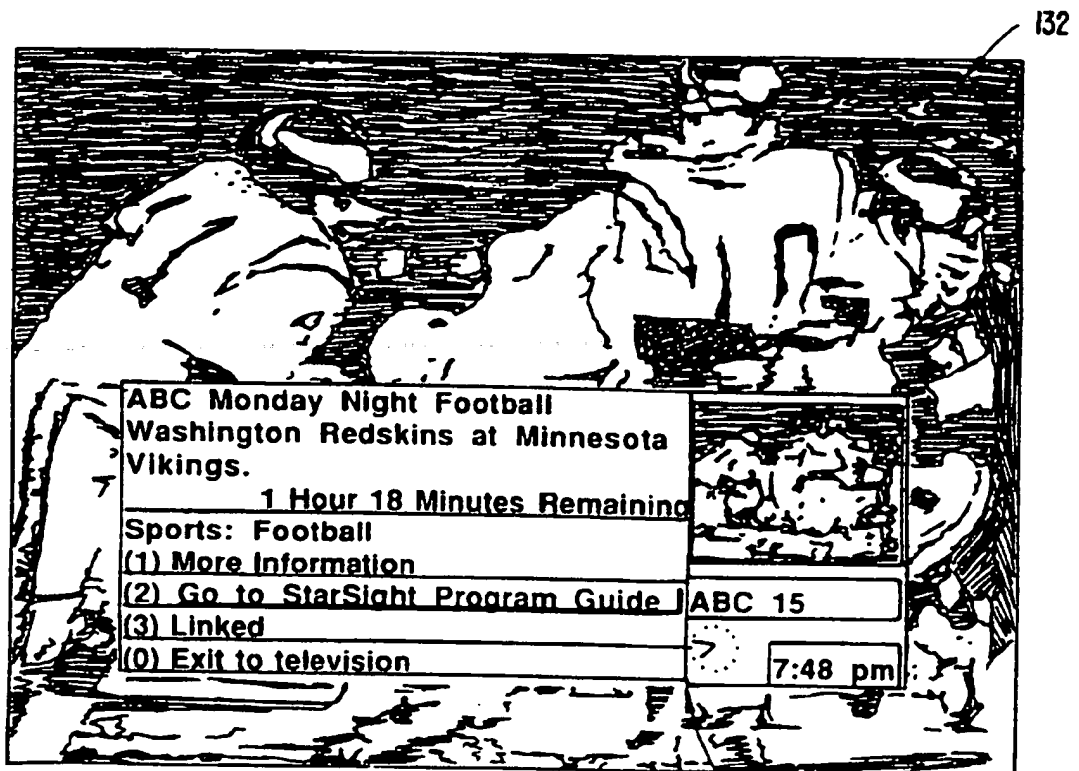 132
ABC Monday Night Football
Washington Redskins at Minnesota
Vikings.
1 Hour 18 Minutes Remaining
Sports: Football
(1) More Information
(2) Go to StarSight Program Guide
ABC 15
(3) Linked
(0) Exit to television
7:48 pm